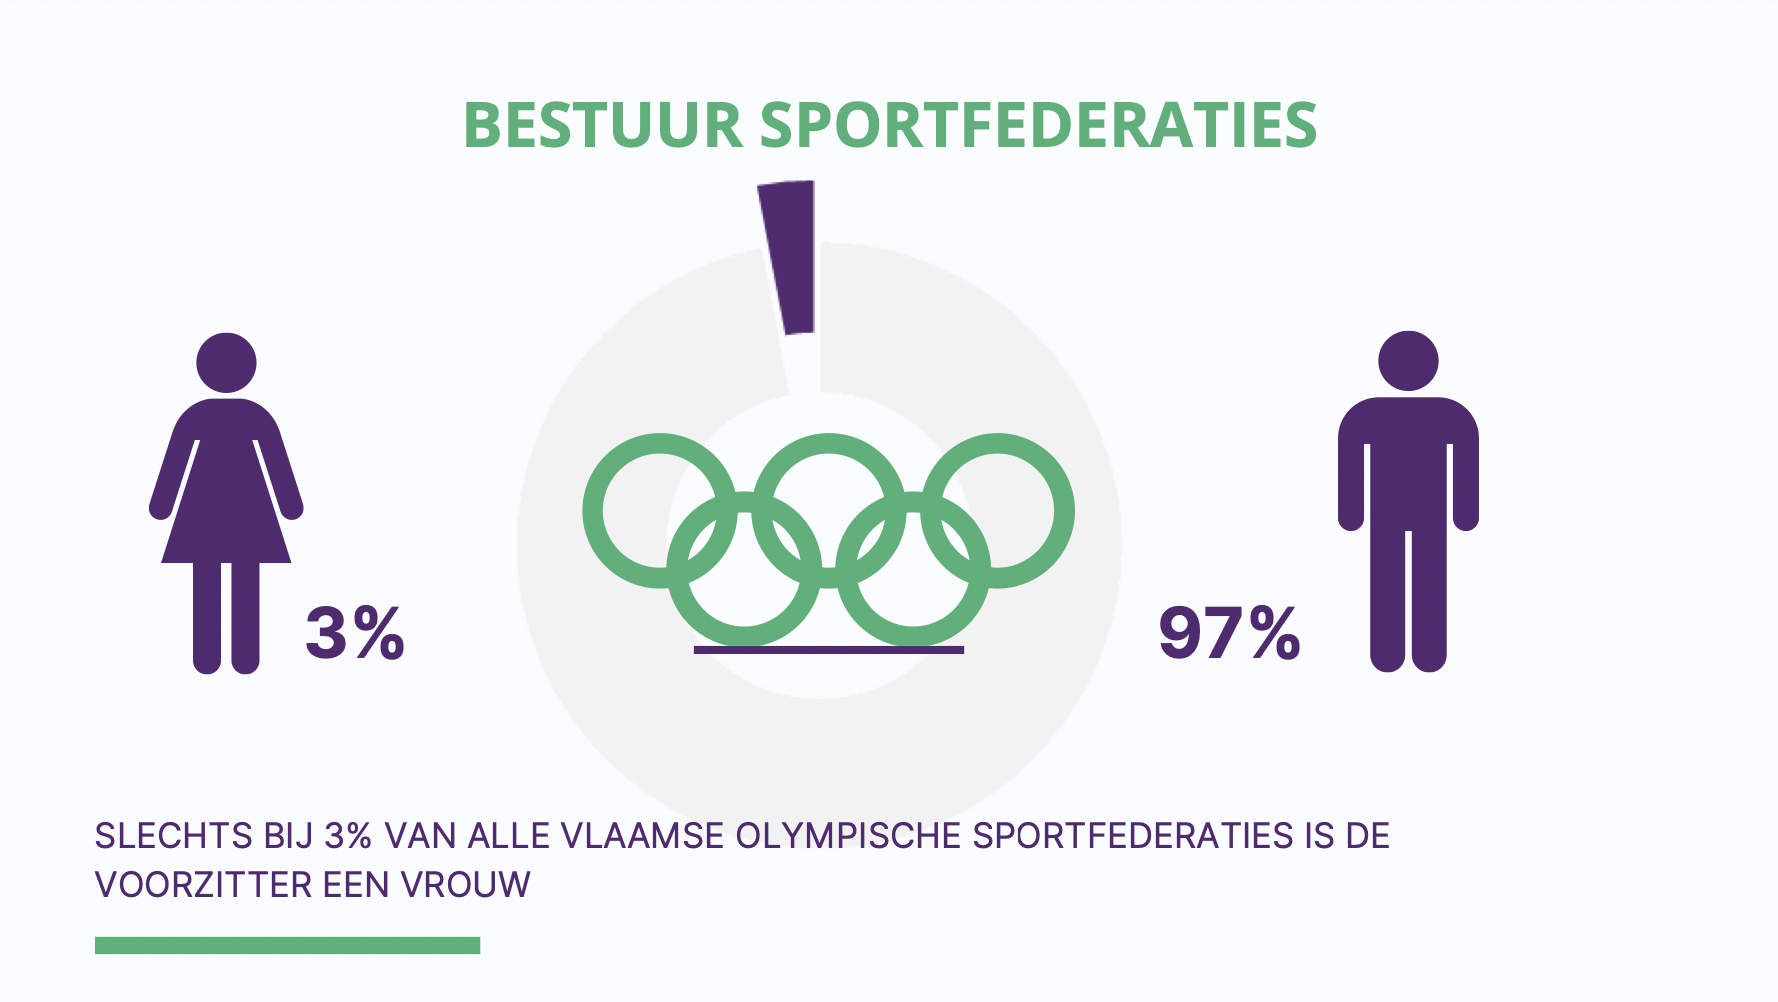 BESTUUR SPORTFEDERATIES
3%
97%
SLECHTS BIJ 3% VAN ALLE VLAAMSE OLYMPISCHE SPORTFEDERATIES IS DE
VOORZITTER EEN VROUW